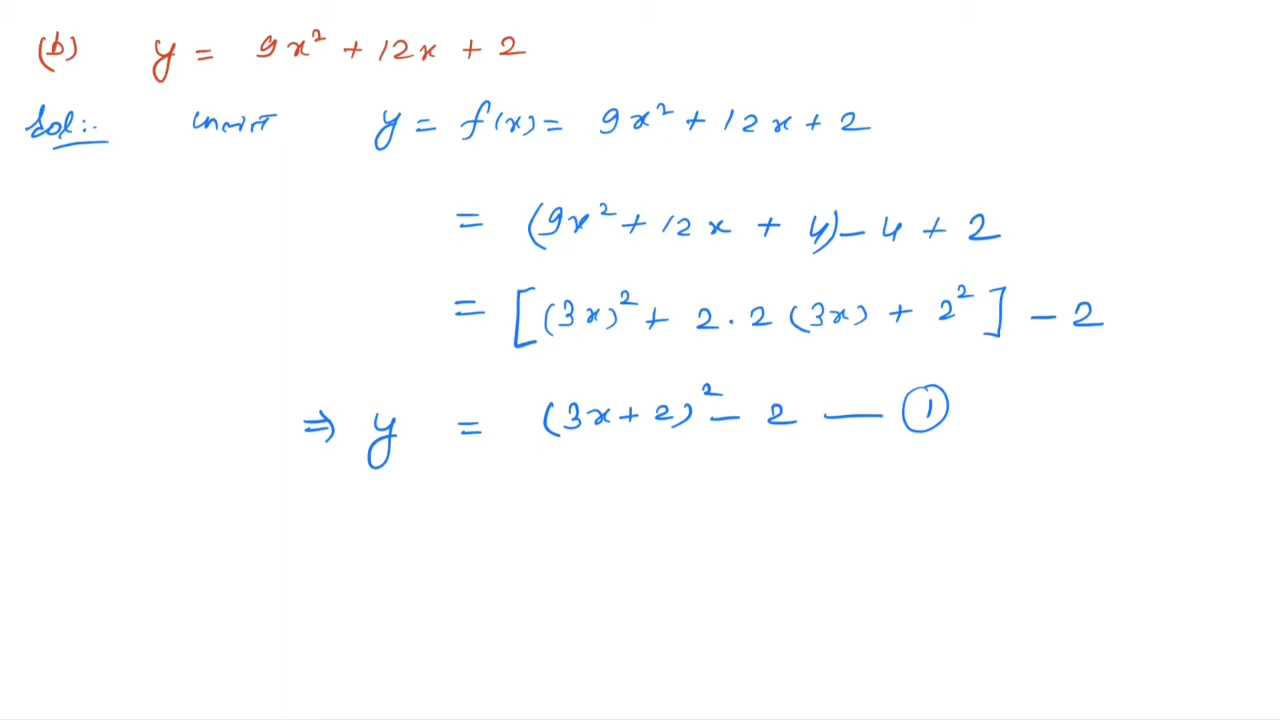 (b) y = 9x² + 12x + 2
Sol:- y = f(x) = 9x² + 12x + 2
= (9x² + 12x + 4) - 4 + 2
= [(3x)² + 2.2(3x) + 2²] - 2
⇒ y = (3x+2)² - 2 — ①